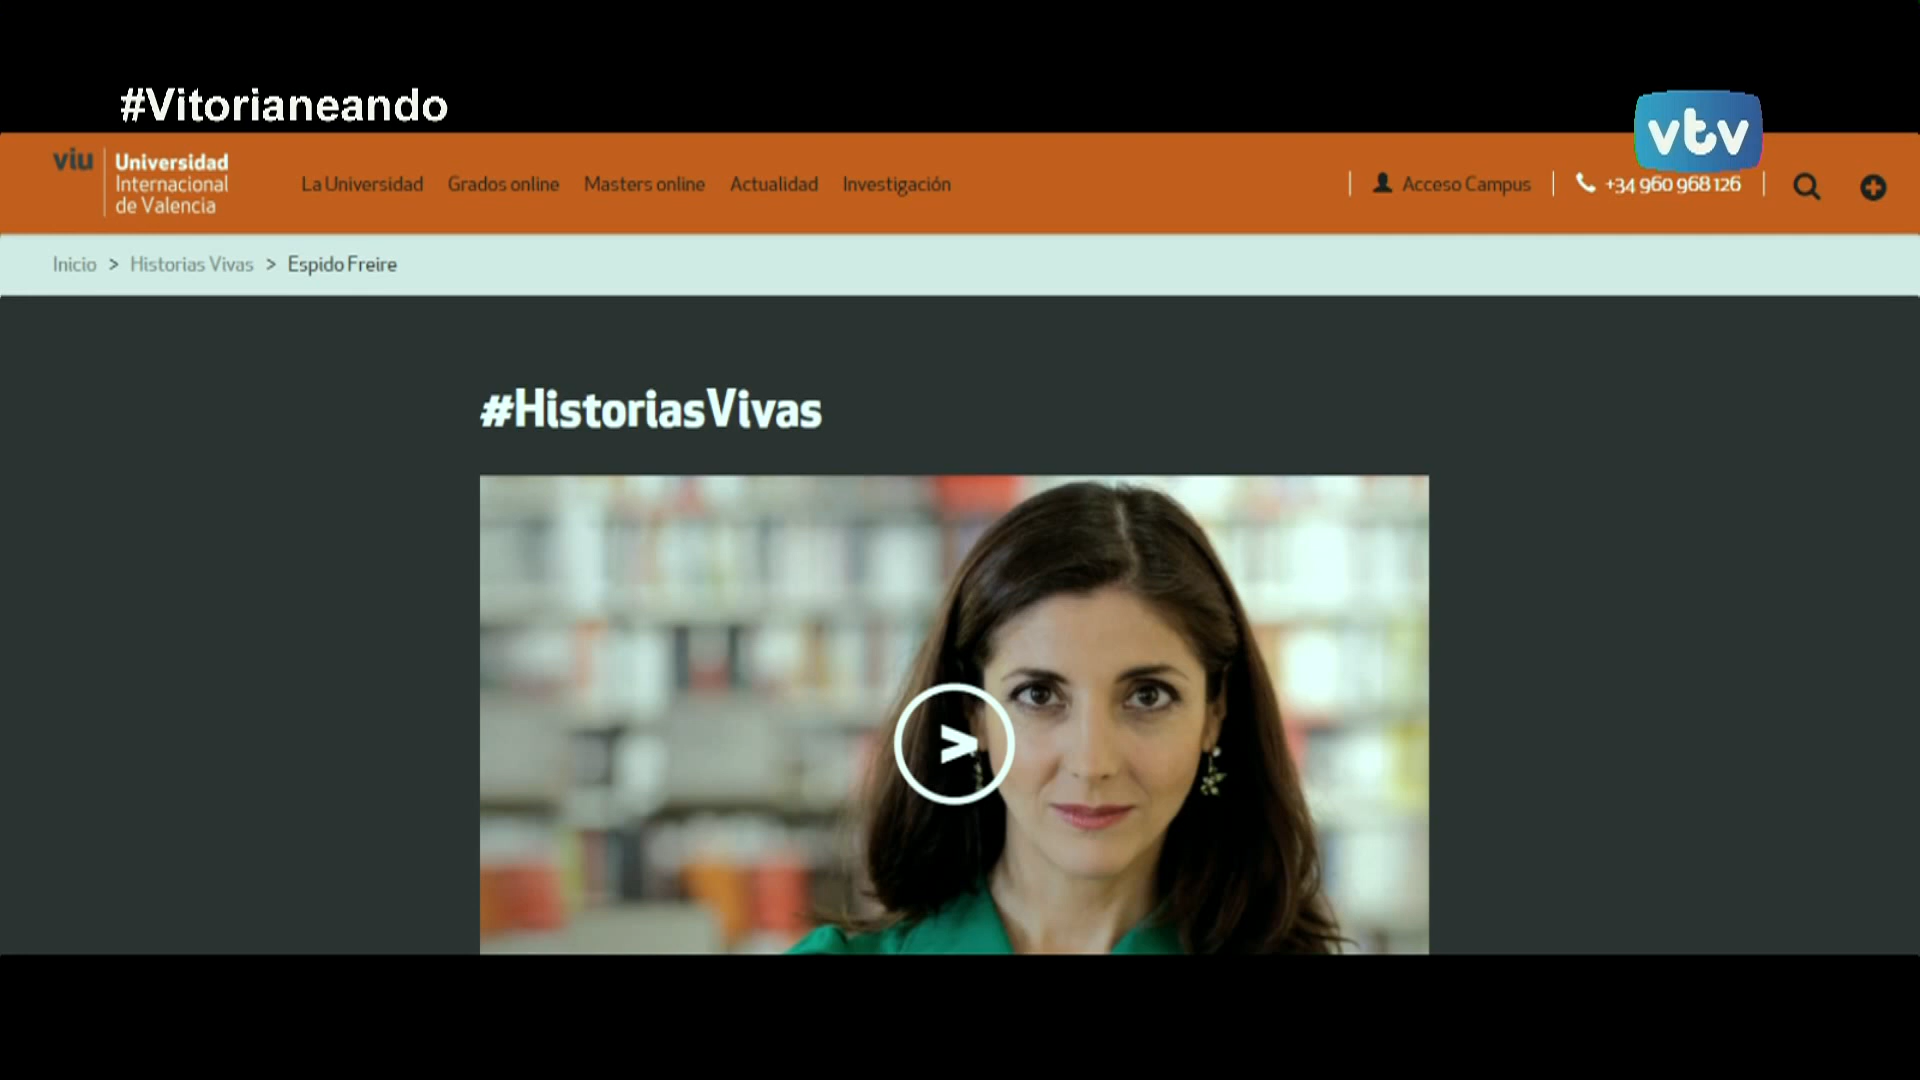 #Vitorianeando
vtv
viu
Universidad
Internacional
de Valencia
La Universidad Grados online Masters online Actualidad Investigación
Acceso Campus
+34 960 968 126
Inicio > Historias Vivas > Espido Freire
#HistoriasVivas